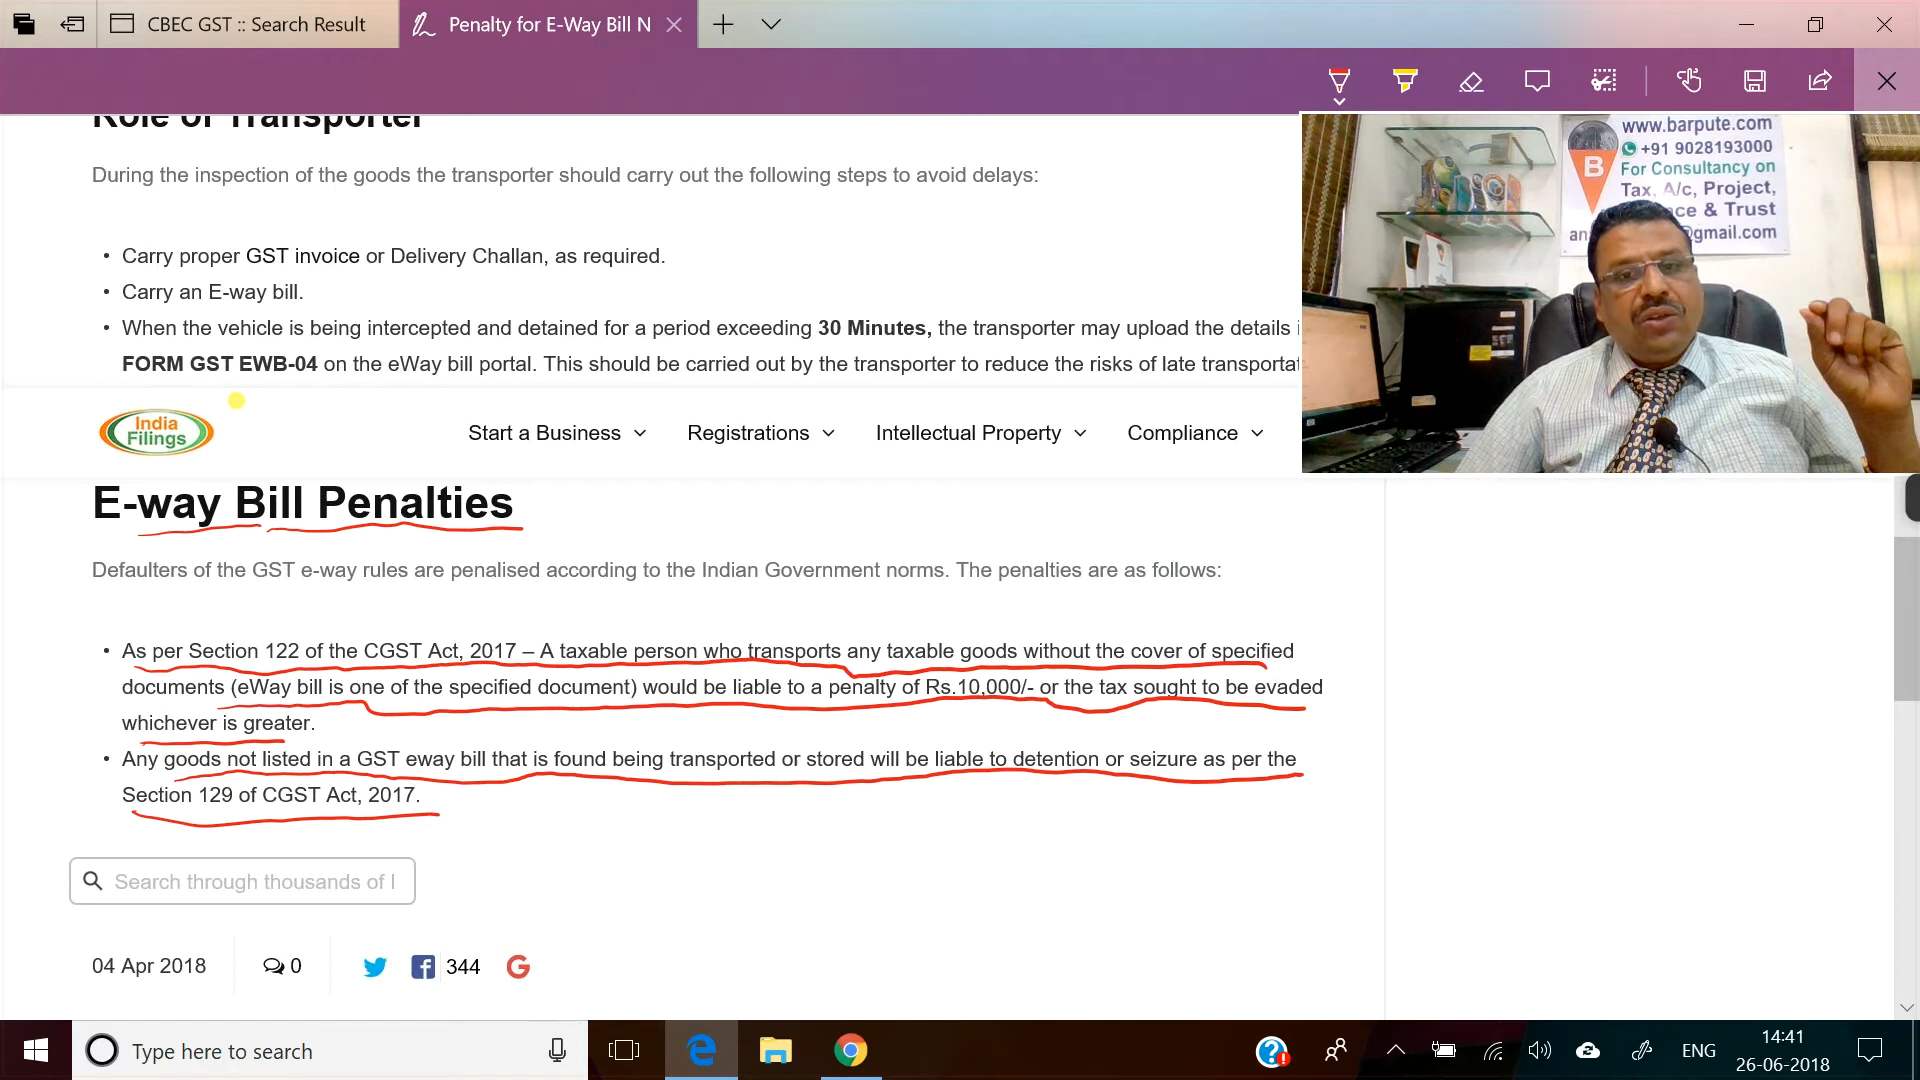 CBEC GST :: Search Result
Penalty for E-Way Bill N
Role of Transporter
During the inspection of the goods the transporter should carry out the following steps to avoid delays:
• Carry proper GST invoice or Delivery Challan, as required.
• Carry an E-way bill.
• When the vehicle is being intercepted and detained for a period exceeding 30 Minutes, the transporter may upload the details
FORM GST EWB-04 on the eWay bill portal. This should be carried out by the transporter to reduce the risks of late
www.barpute.com
+91 9028193000
B
For Consultancy on
Tax, A/c, Project,
& Trust
@gmail.com
India
Filings
Start a Business
Registrations
Intellectual Property
Compliance
E-way Bill Penalties
Defaulters of the GST e-way rules are penalised according to the Indian Government norms. The penalties are as follows:
• As per Section 122 of the CGST Act, 2017 – A taxable person who transports any taxable goods without the cover of specified
documents (eWay bill is one of the specified document) would be liable to a penalty of Rs.10,000/- or the tax sought to be evaded
whichever is greater.
• Any goods not listed in a GST eway bill that is found being transported or stored will be liable to detention or seizure as per the
Section 129 of CGST Act, 2017.
Search through thousands of
04 Apr 2018
0
344
Type here to search
ENG
14:41
26-06-2018